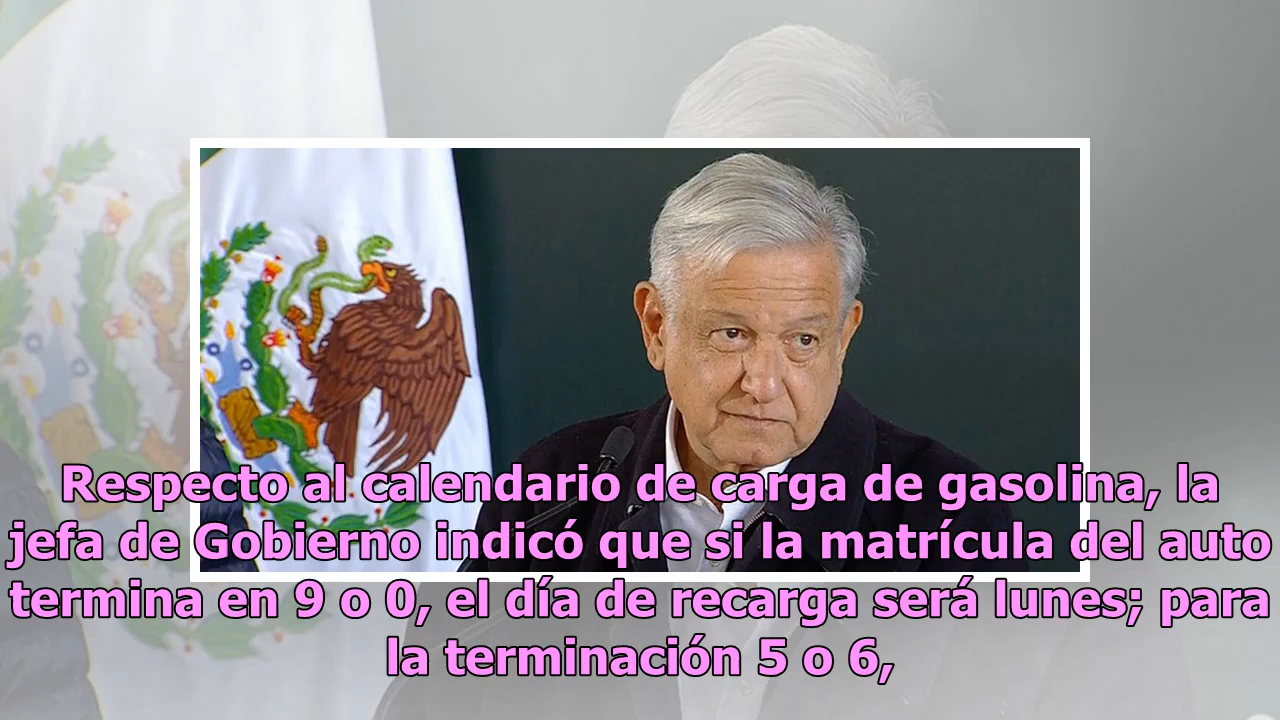 Respecto al calendario de carga de gasolina, la
jefa de Gobierno indicó que si la matrícula del auto
termina en 9 o 0, el día de recarga será lunes; para
la terminación 5 o 6,